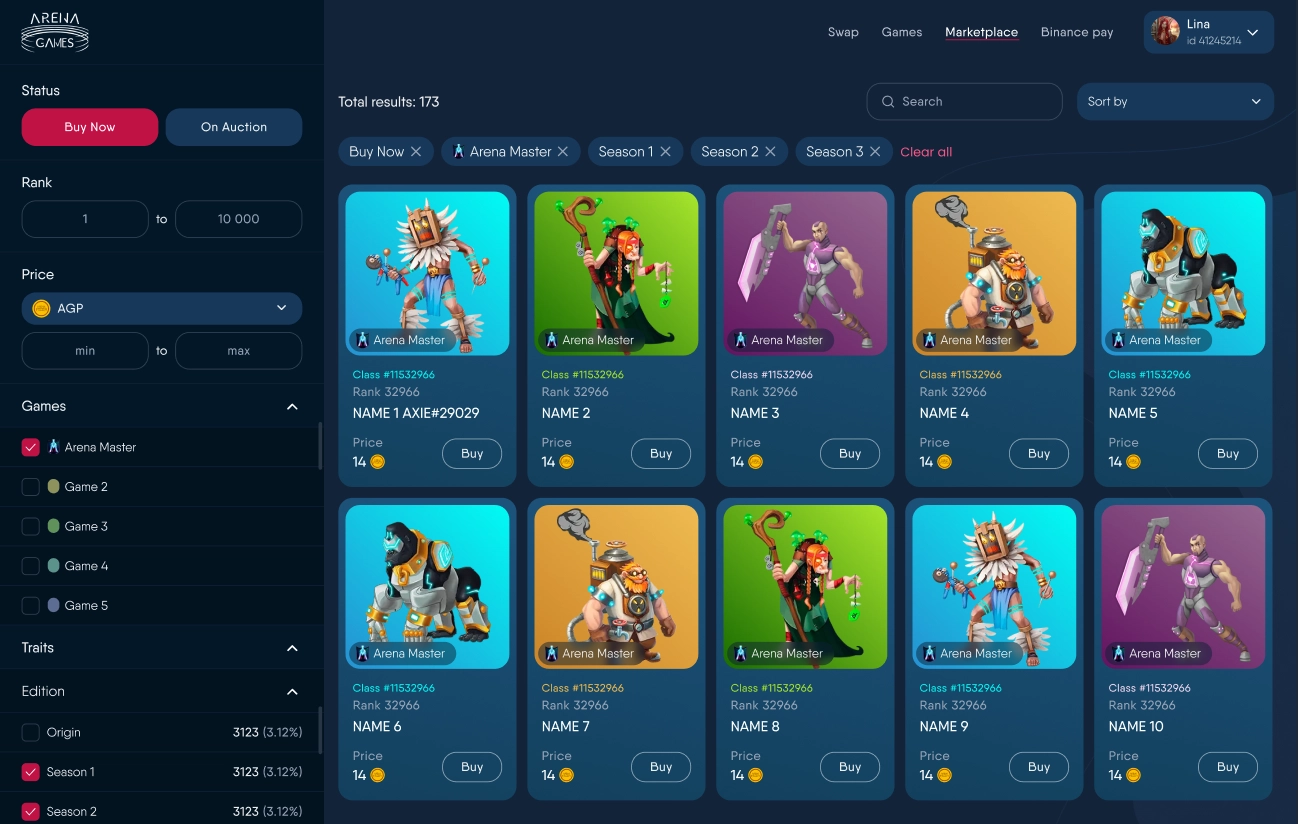 ARENA
GAMES
Swap
Games
Marketplace
Binance pay
Lina
id 41245214
Status
Buy Now
On Auction
Rank
1
to
10 000
Price
AGP
min
to
max
Games
Arena Master
Game 2
Game 3
Game 4
Game 5
Traits
Edition
Origin
3123 (3.12%)
Season 1
3123 (3.12%)
Season 2
3123 (3.12%)
Total results: 173
Search
Sort by
Buy Now
Arena Master
Season 1
Season 2
Season 3
Clear all
Arena Master
Class #11532966
Rank 32966
NAME 1 AXIE#29029
Price
14
Buy
Arena Master
Class #11532966
Rank 32966
NAME 2
Price
14
Buy
Arena Master
Class #11532966
Rank 32966
NAME 3
Price
14
Buy
Arena Master
Class #11532966
Rank 32966
NAME 4
Price
14
Buy
Arena Master
Class #11532966
Rank 32966
NAME 5
Price
14
Buy
Arena Master
Class #11532966
Rank 32966
NAME 6
Price
14
Buy
Arena Master
Class #11532966
Rank 32966
NAME 7
Price
14
Buy
Arena Master
Class #11532966
Rank 32966
NAME 8
Price
14
Buy
Arena Master
Class #11532966
Rank 32966
NAME 9
Price
14
Buy
Arena Master
Class #11532966
Rank 32966
NAME 10
Price
14
Buy